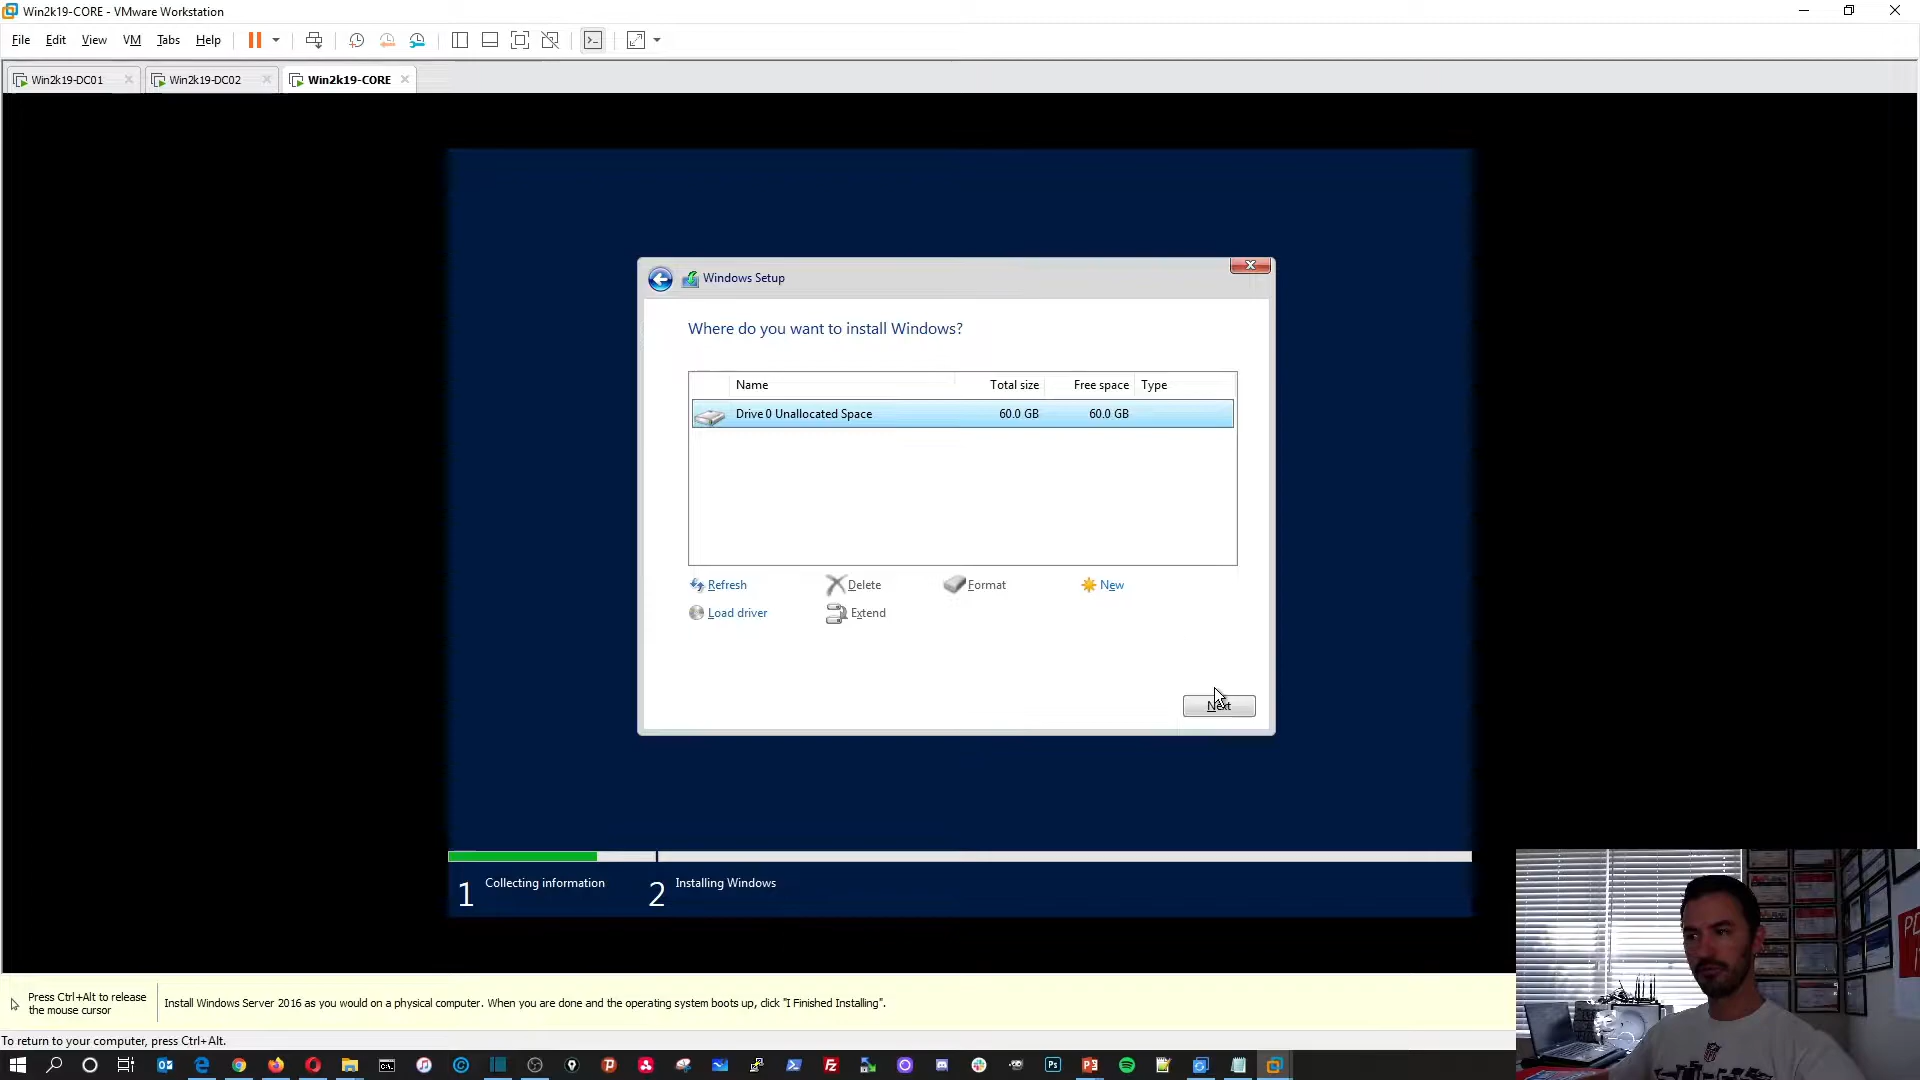 Win2k19-CORE - VMware Workstation
File Edit View VM Tabs Help
Win2k19-DC01 Win2k19-DC02 Win2k19-CORE
Windows Setup
Where do you want to install Windows?
Name Total size Free space Type
Drive 0 Unallocated Space 60.0 GB 60.0 GB
Refresh Delete Format New
Load driver Extend
Next
1 Collecting information 2 Installing Windows
Press Ctrl+Alt to release
the mouse cursor
Install Windows Server 2016 as you would on a physical computer. When you are done and the operating system boots up, click "I Finished Installing".
To return to your computer, press Ctrl+Alt.